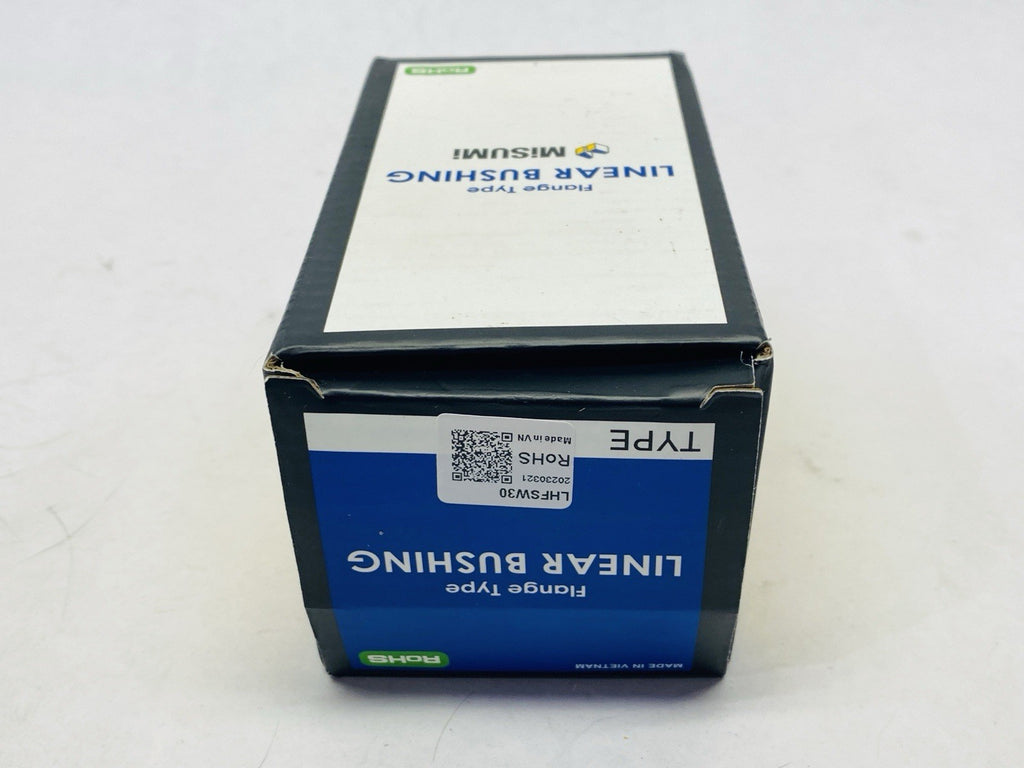 RoHS
MiSUMi
LINEAR BUSHING
Flange Type
MADE IN VIETNAM
RoHS
Flange Type
LINEAR BUSHING
LHFSW30
20230321
RoHS
Made in VN
TYPE